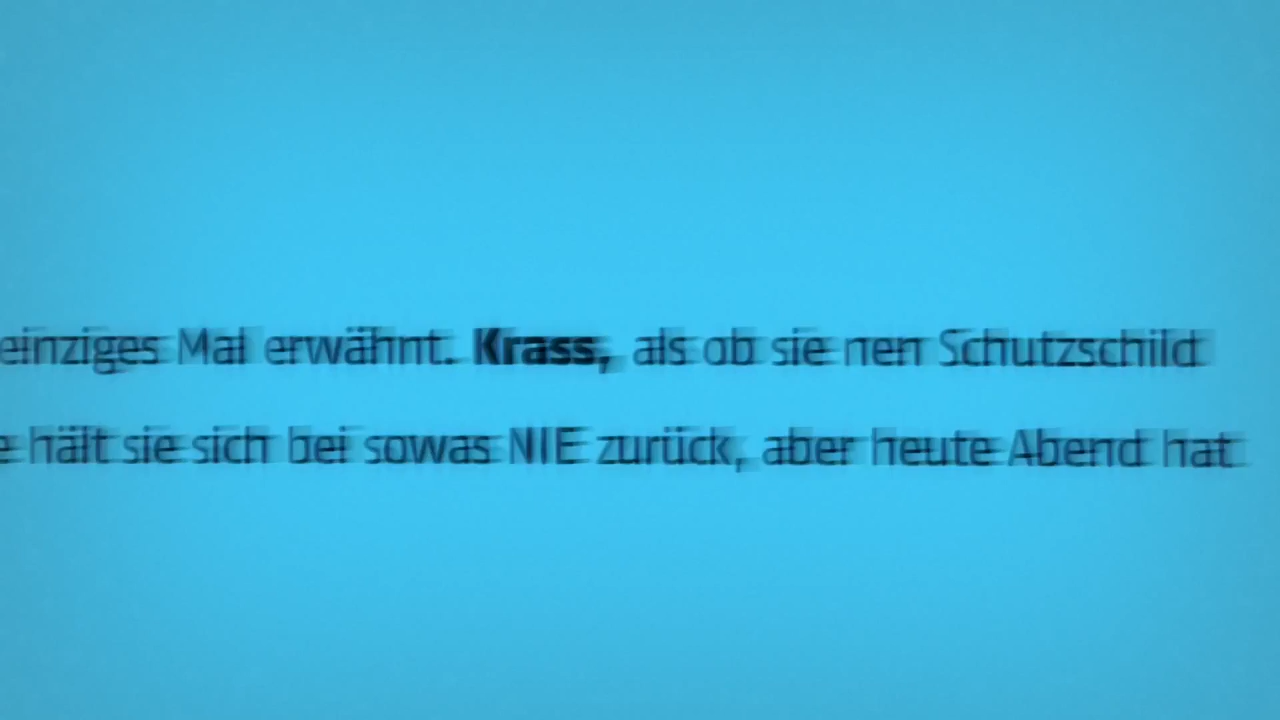 einziges Mal erwähnt. Krass, als ob sie nen Schutzschild
hält sie sich bei sowas NIE zurück, aber heute Abend hat